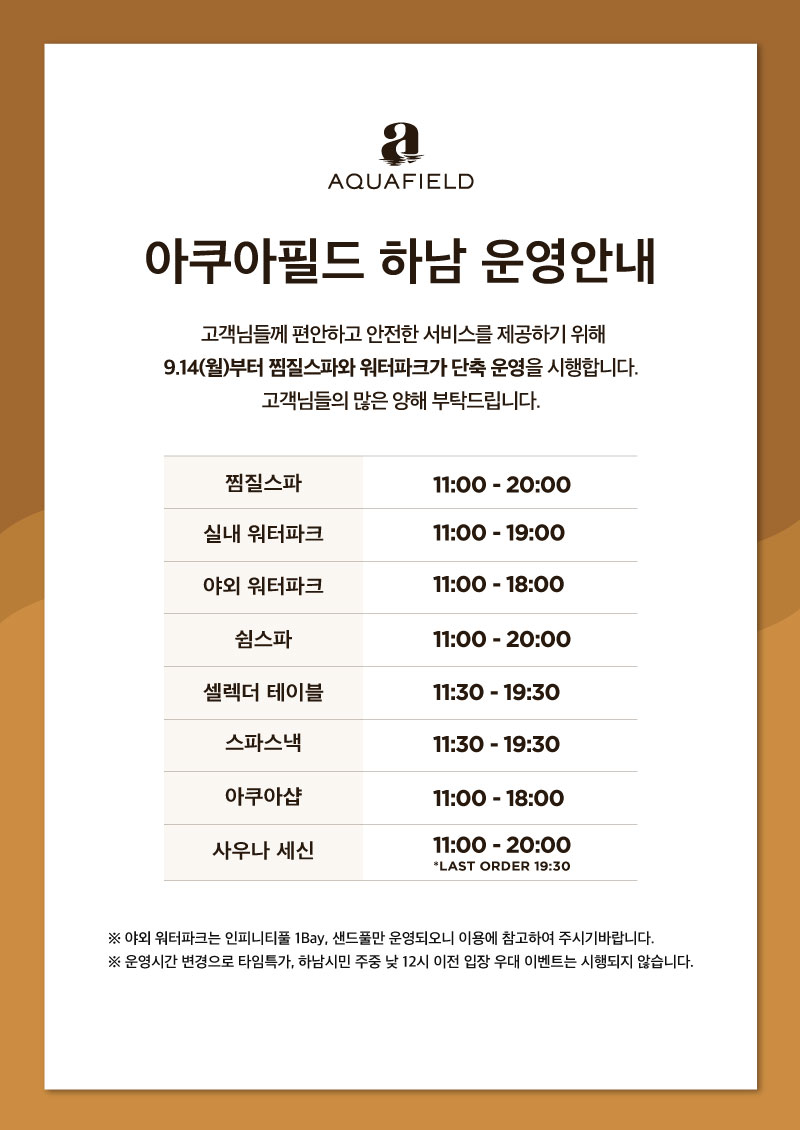 a
AQUAFIELD
아쿠아필드 하남 운영안내
고객님들께 편안하고 안전한 서비스를 제공하기 위해
9.14(월)부터 찜질스파와 워터파크가 단축 운영을 시행합니다.
고객님들의 많은 양해 부탁드립니다.
찜질스파 11:00 - 20:00
실내 워터파크 11:00 - 19:00
야외 워터파크 11:00 - 18:00
쉼스파 11:00 - 20:00
셀렉더 테이블 11:30 - 19:30
스파스낵 11:30 - 19:30
아쿠아샵 11:00 - 18:00
사우나 세신 11:00 - 20:00
*LAST ORDER 19:30
※ 야외 워터파크는 인피니티풀 1Bay, 샌드풀만 운영되오니 이용에 참고하여 주시기바랍니다.
※ 운영시간 변경으로 타임특가, 하남시민 주중 낮 12시 이전 입장 우대 이벤트는 시행되지 않습니다.